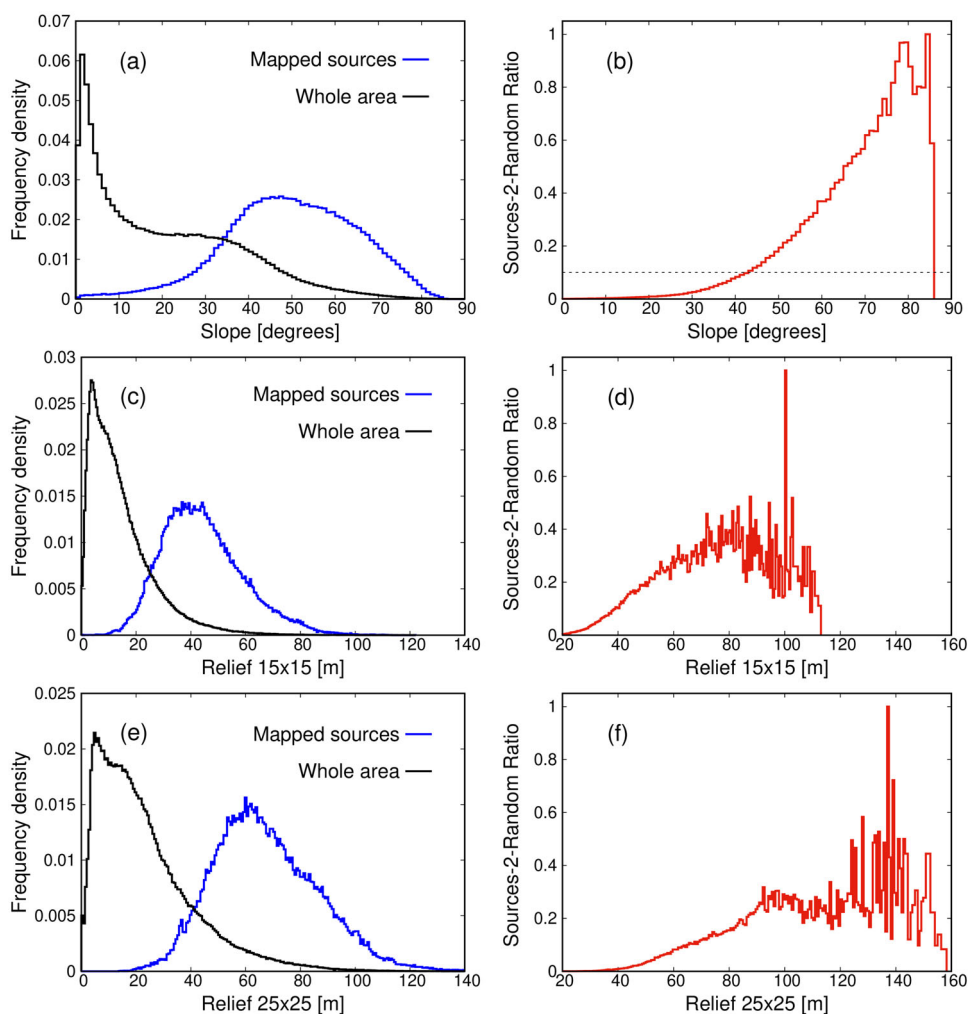 (a)
Mapped sources
Whole area
Frequency density
0.07
0.06
0.05
0.04
0.03
0.02
0.01
0
0 10 20 30 40 50 60 70 80 90
Slope [degrees]
(b)
Sources-2-Random Ratio
1
0.8
0.6
0.4
0.2
0
0 10 20 30 40 50 60 70 80 90
Slope [degrees]
(c)
Mapped sources
Whole area
Frequency density
0.03
0.025
0.02
0.015
0.01
0.005
0
0 20 40 60 80 100 120 140
Relief 15x15 [m]
(d)
Sources-2-Random Ratio
1
0.8
0.6
0.4
0.2
0
20 40 60 80 100 120 140
Relief 15x15 [m]
(e)
Mapped sources
Whole area
Frequency density
0.025
0.02
0.015
0.01
0.005
0
0 20 40 60 80 100 120 140
Relief 25x25 [m]
(f)
Sources-2-Random Ratio
1
0.8
0.6
0.4
0.2
0
20 40 60 80 100 120 140 160
Relief 25x25 [m]